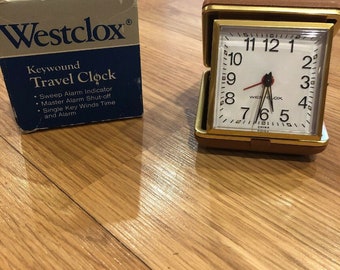 Westclox®
Keywound
Travel Clock
• Sweep Alarm Indicator
• Master Alarm Shut-off
• Single Key Winds Time
and Alarm
12
11 1
10 2
9 3
WESTCLOX
8 4
7 5
6